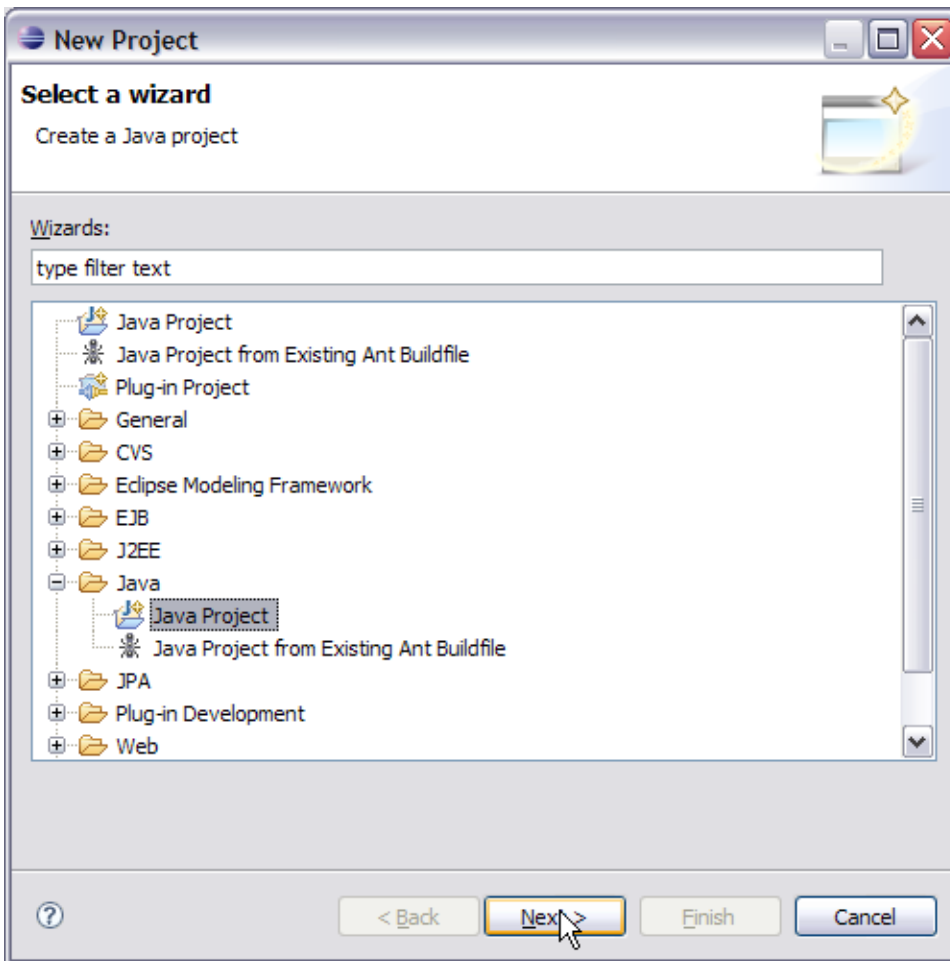 New Project
Select a wizard
Create a Java project
Wizards:
type filter text
Java Project
Java Project from Existing Ant Buildfile
Plug-in Project
General
CVS
Eclipse Modeling Framework
EJB
J2EE
Java
Java Project
Java Project from Existing Ant Buildfile
JPA
Plug-in Development
Web
< Back Next > Finish Cancel